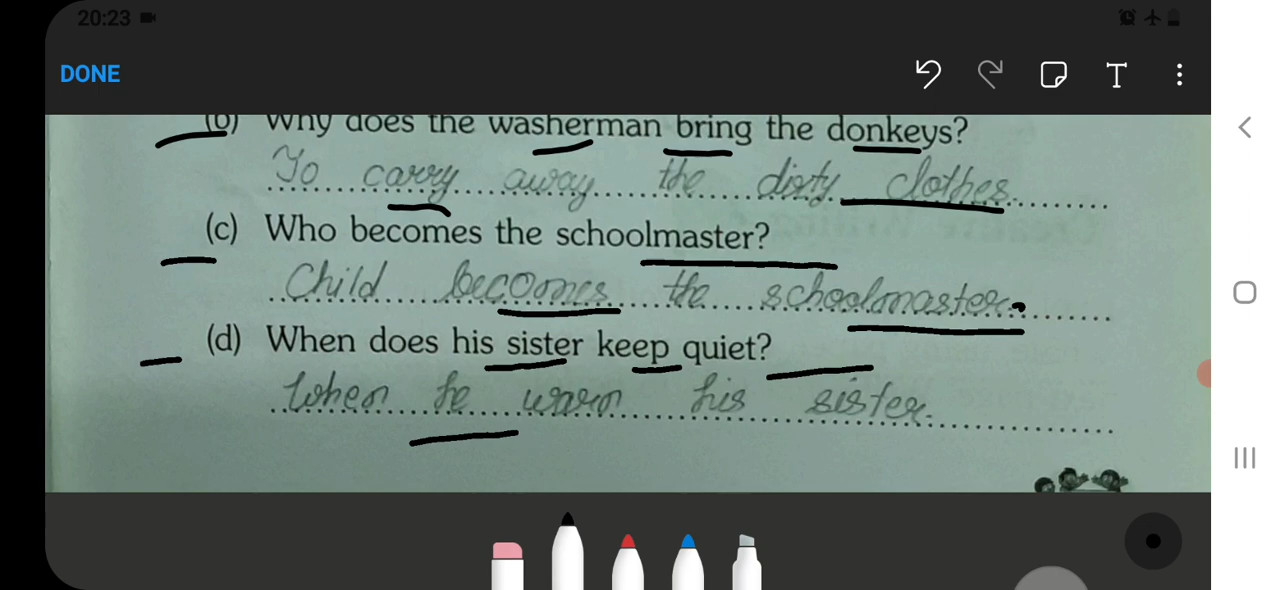 20:23
DONE
T
(b) Why does the washerman bring the donkeys?
To carry away the dirty clothes.
(c) Who becomes the schoolmaster?
Child becomes the schoolmaster.
(d) When does his sister keep quiet?
When he warn his sister.